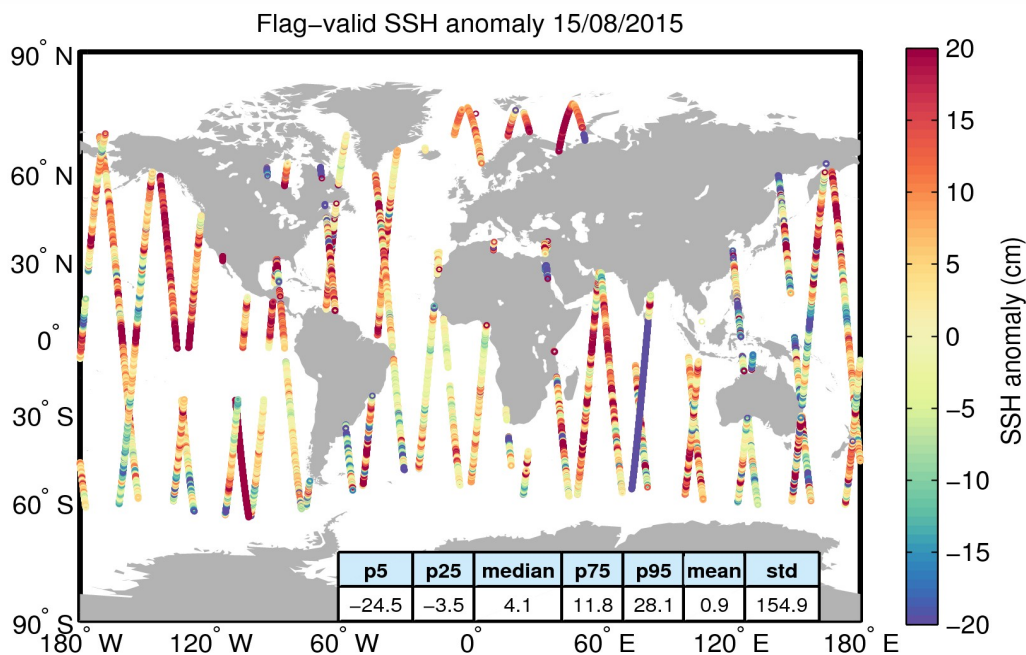 Flag−valid SSH anomaly 15/08/2015
90° N
60° N
30° N
0°
30° S
60° S
90° S
180° W
120° W
60° W
0°
60° E
120° E
180° E
p5 p25 median p75 p95 mean std
−24.5 −3.5 4.1 11.8 28.1 0.9 154.9
20
15
10
5
0
−5
−10
−15
−20
SSH anomaly (cm)